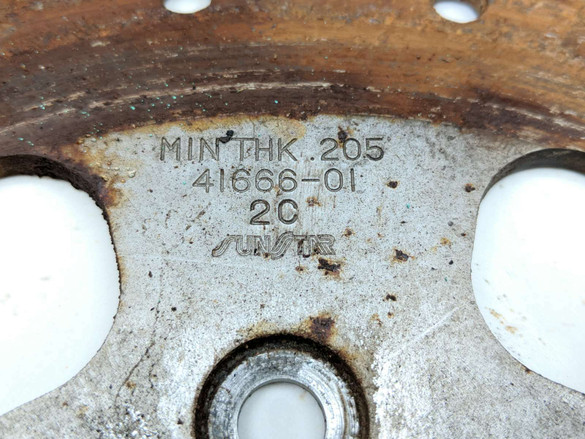 MIN THK .205
41666-01
2C
SUNSTAR